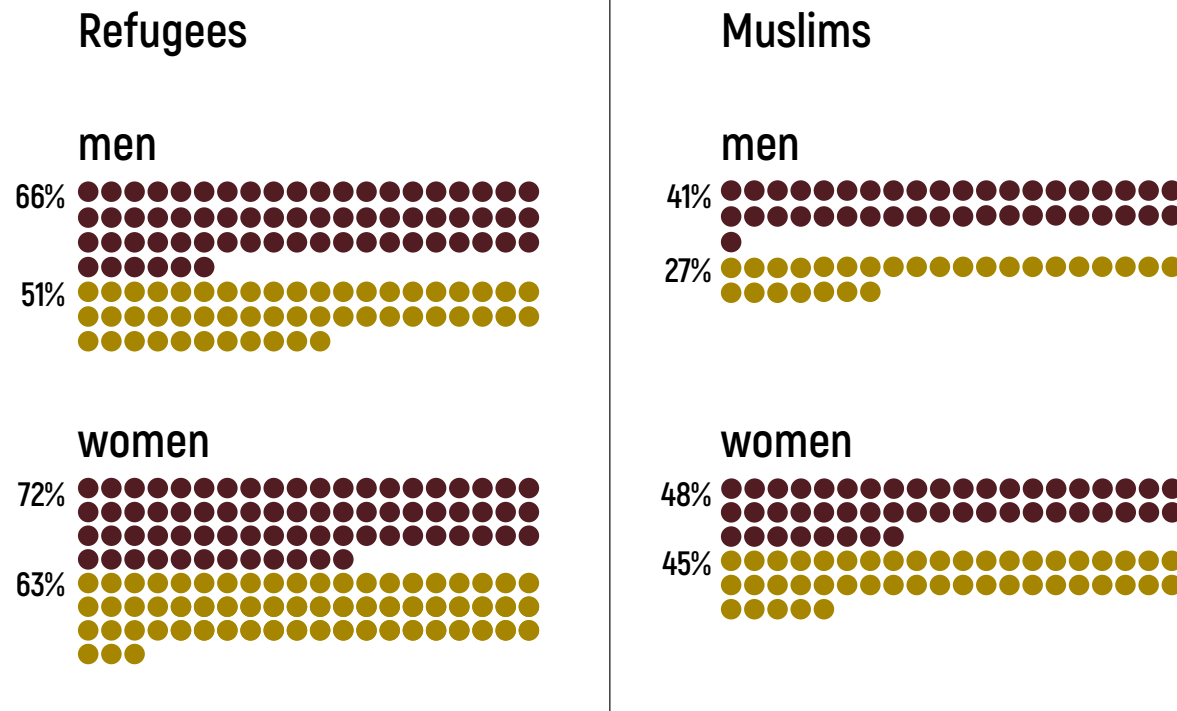 Refugees
men
66%
51%
women
72%
63%
Muslims
men
41%
27%
women
48%
45%